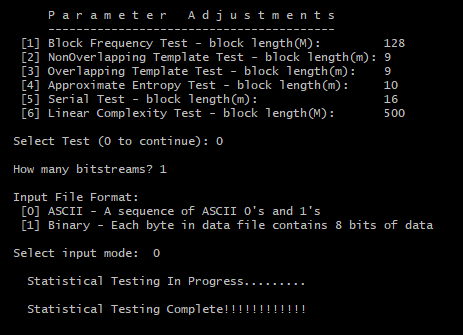 P a r a m e t e r   A d j u s t m e n t s
-----------------------------------------
[1] Block Frequency Test - block length(M):         128
[2] NonOverlapping Template Test - block length(m): 9
[3] Overlapping Template Test - block length(m):    9
[4] Approximate Entropy Test - block length(m):     10
[5] Serial Test - block length(m):                  16
[6] Linear Complexity Test - block length(M):       500
Select Test (0 to continue): 0
How many bitstreams? 1
Input File Format:
[0] ASCII - A sequence of ASCII 0's and 1's
[1] Binary - Each byte in data file contains 8 bits of data
Select input mode:  0
Statistical Testing In Progress.........
Statistical Testing Complete!!!!!!!!!!!!